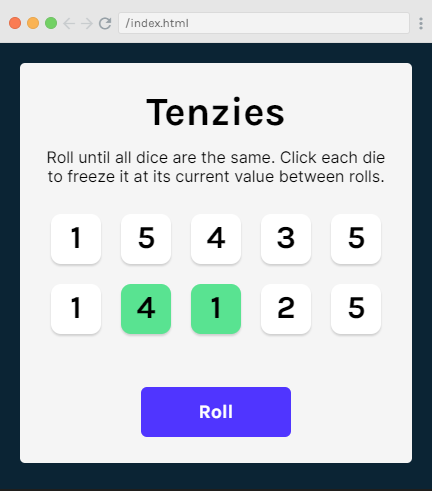 /index.html
Tenzies
Roll until all dice are the same. Click each die
to freeze it at its current value between rolls.
1 5 4 3 5
1 4 1 2 5
Roll